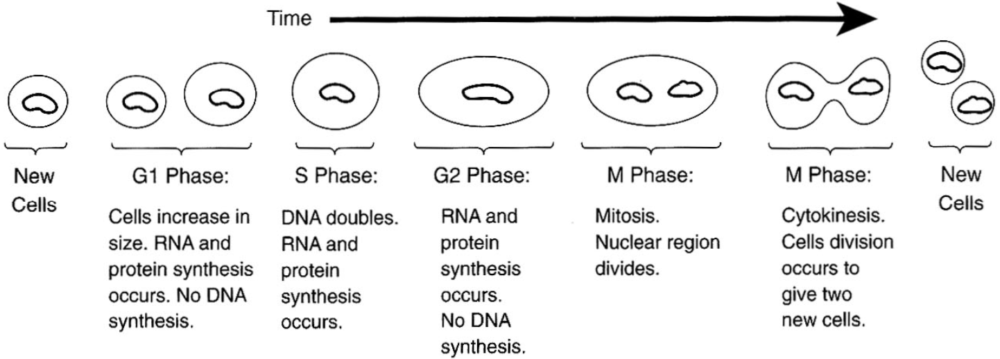 Time
New
Cells
G1 Phase:
Cells increase in
size. RNA and
protein synthesis
occurs. No DNA
synthesis.
S Phase:
DNA doubles.
RNA and
protein
synthesis
occurs.
G2 Phase:
RNA and
protein
synthesis
occurs.
No DNA
synthesis.
M Phase:
Mitosis.
Nuclear region
divides.
M Phase:
Cytokinesis.
Cells division
occurs to
give two
new cells.
New
Cells